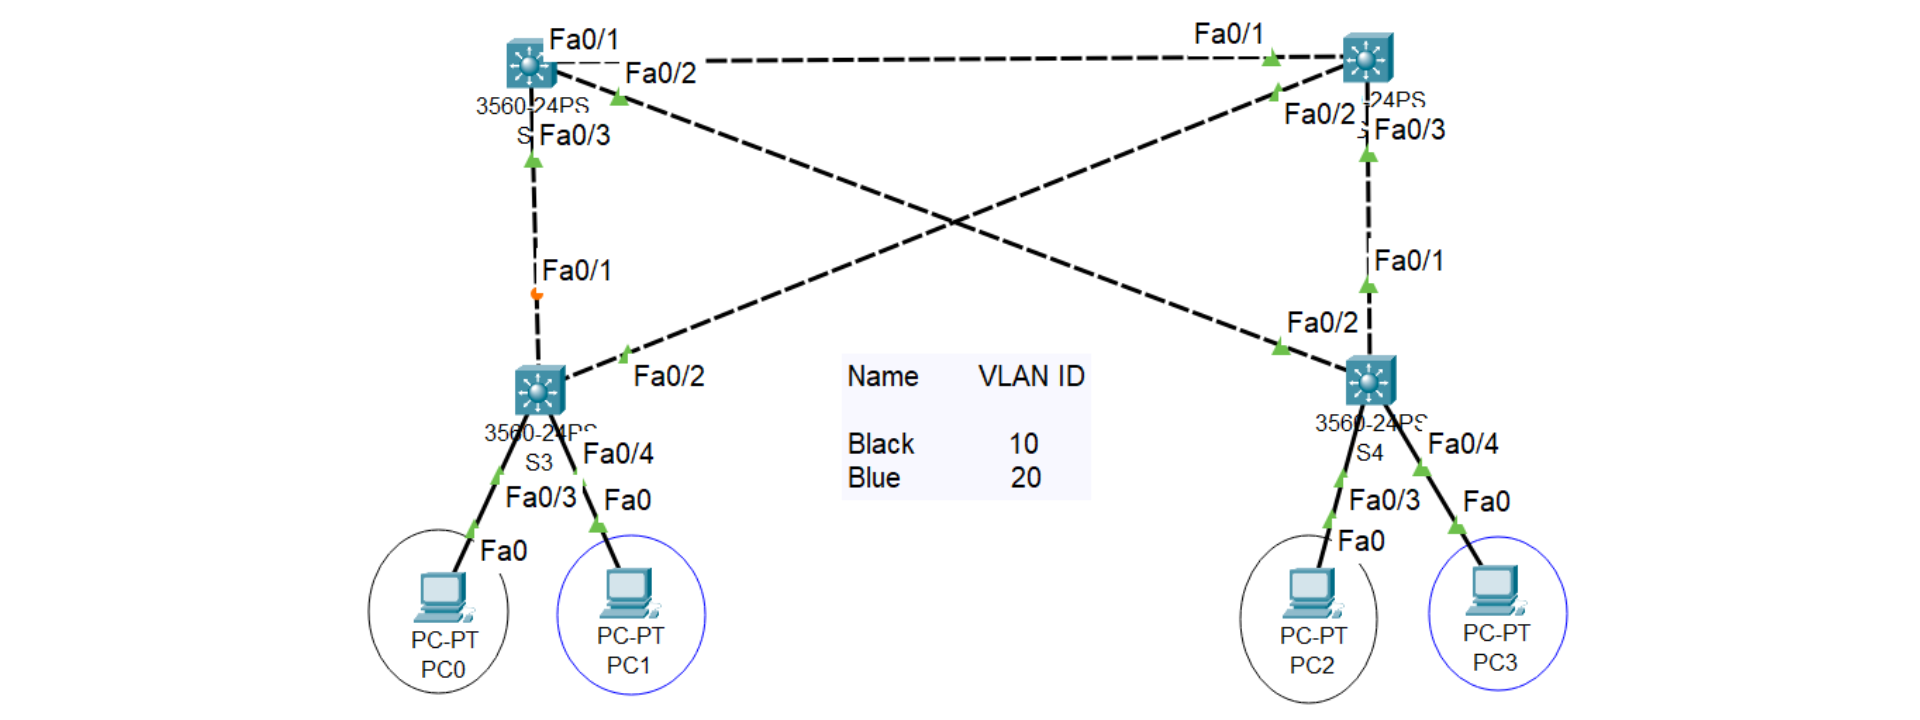 Fa0/1
Fa0/1
Fa0/2
3560-24PS
S
Fa0/3
-24PS
Fa0/2
Fa0/3
Fa0/1
Fa0/1
Fa0/2
Fa0/2
Name VLAN ID
Black 10
Blue 20
3560-24PS
S3
Fa0/4
Fa0/3
Fa0
Fa0
3560-24PS
S4
Fa0/4
Fa0/3
Fa0
Fa0
PC-PT
PC0
PC-PT
PC1
PC-PT
PC2
PC-PT
PC3